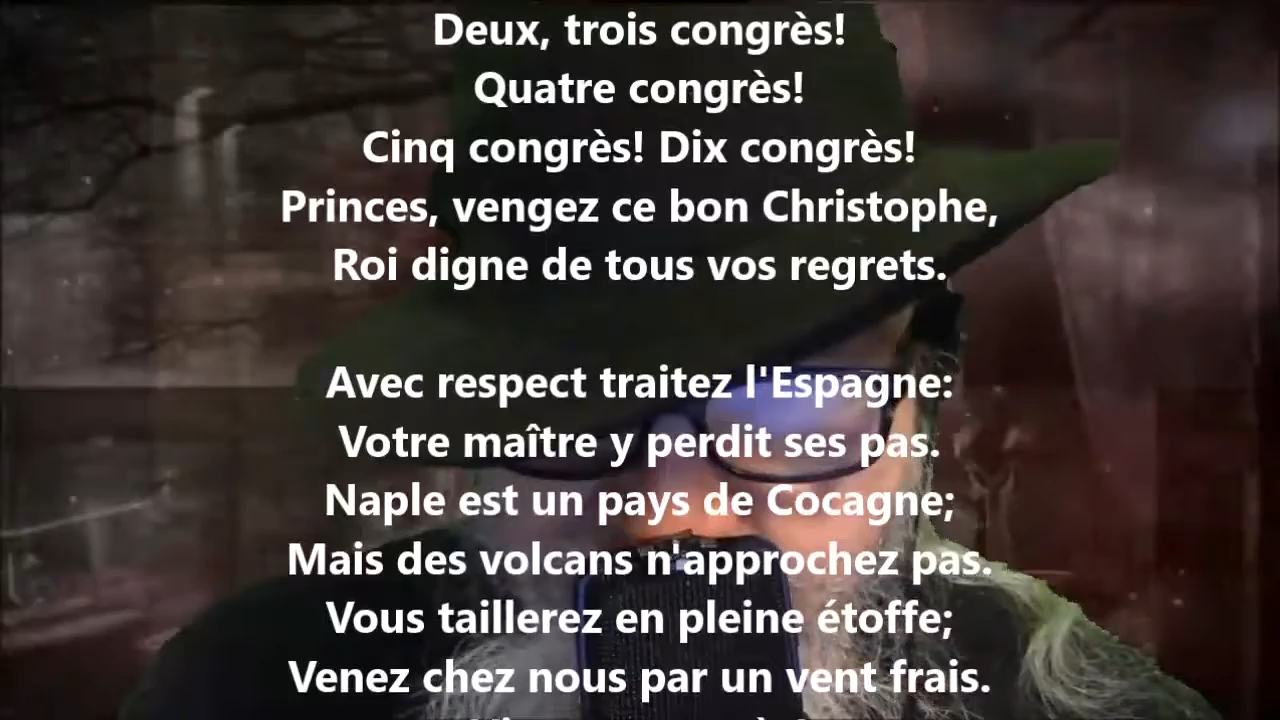 Deux, trois congrès!
Quatre congrès!
Cinq congrès! Dix congrès!
Princes, vengez ce bon Christophe,
Roi digne de tous vos regrets.
Avec respect traitez l'Espagne:
Votre maître y perdit ses pas.
Naple est un pays de Cocagne;
Mais des volcans n'approchez pas.
Vous taillerez en pleine étoffe;
Venez chez nous par un vent frais.